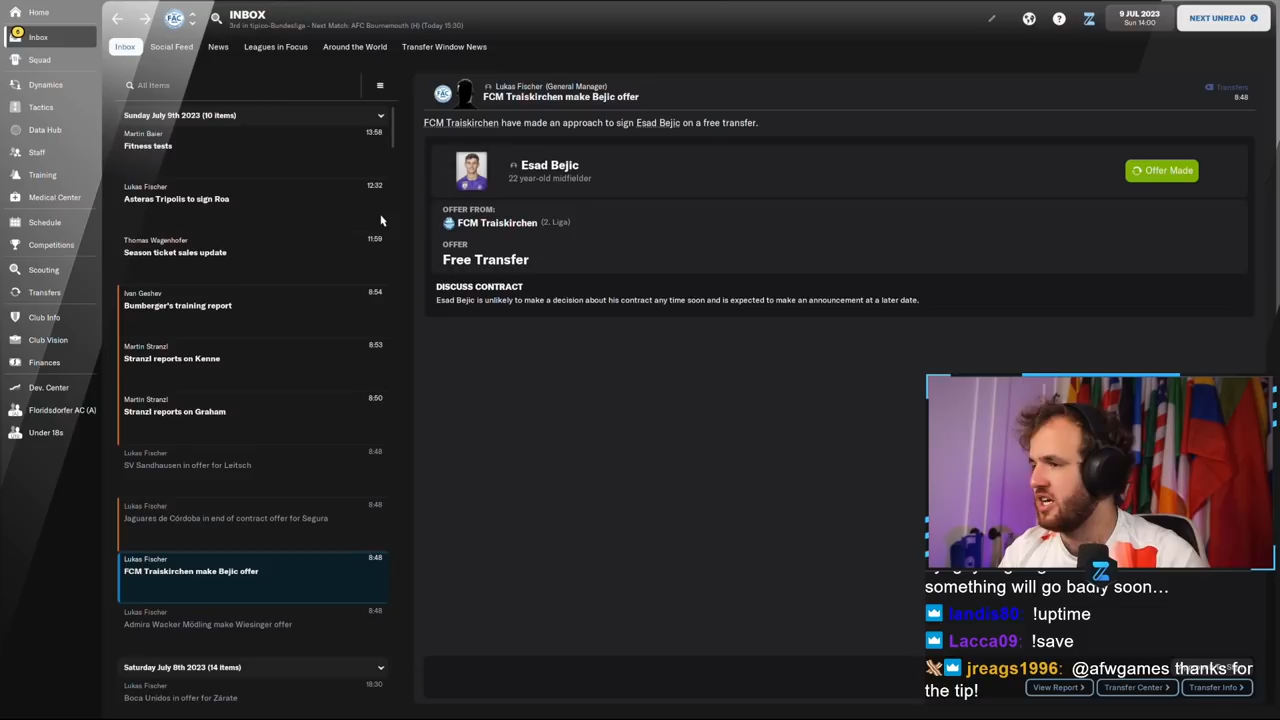 Home
INBOX
3rd in tipico-Bundesliga - Next Match: AFC Bournemouth (H) (Today 15:30)
9 JUL 2023
Sun 14:00
NEXT UNREAD
6
Inbox
Squad
Dynamics
Tactics
Data Hub
Staff
Training
Medical Center
Schedule
Competitions
Scouting
Transfers
Club Info
Club Vision
Finances
Dev. Center
Floridsdorfer AC (A)
Under 18s
Inbox
Social Feed
News
Leagues in Focus
Around the World
Transfer Window News
All Items
Sunday July 9th 2023 (10 items)
Martin Baier 13:58
Fitness tests
Lukas Fischer 12:32
Asteras Tripolis to sign Roa
Thomas Wagenhofer 11:59
Season ticket sales update
Ivan Geshev 8:54
Bumberger's training report
Martin Stranzl 8:53
Stranzl reports on Kenne
Martin Stranzl 8:50
Stranzl reports on Graham
Lukas Fischer 8:48
SV Sandhausen in offer for Leitsch
Lukas Fischer 8:48
Jaguares de Córdoba in end of contract offer for Segura
Lukas Fischer 8:48
FCM Traiskirchen make Bejic offer
Lukas Fischer 8:48
Admira Wacker Mödling make Wiesinger offer
Saturday July 8th 2023 (14 items)
Lukas Fischer 18:30
Boca Unidos in offer for Zárate
Lukas Fischer (General Manager)
FCM Traiskirchen make Bejic offer
Transfers
8:48
FCM Traiskirchen have made an approach to sign Esad Bejic on a free transfer.
Esad Bejic
22 year-old midfielder
Offer Made
OFFER FROM:
FCM Traiskirchen (2. Liga)
OFFER
Free Transfer
DISCUSS CONTRACT
Esad Bejic is unlikely to make a decision about his contract any time soon and is expected to make an announcement at a later date.
something will go badly soon...
landis90: !uptime
Lacca09: !save
jreags1996: @afwgames thanks for
the tip!
View Report
Transfer Center
Transfer Info